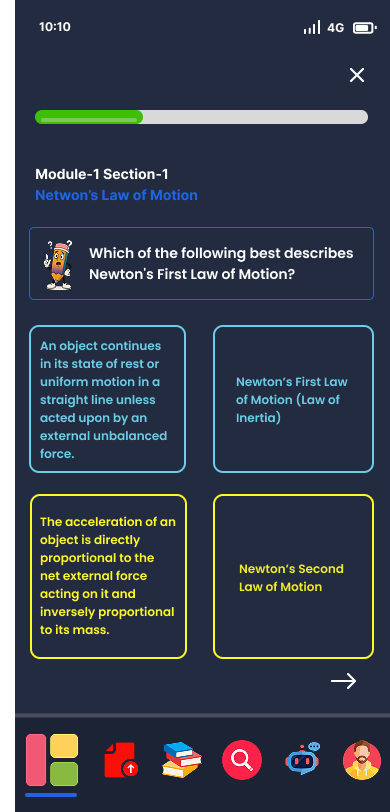 10:10
4G
Module-1 Section-1
Netwon's Law of Motion
? ?
Which of the following best describes
Newton's First Law of Motion?
An object continues
in its state of rest or
uniform motion in a
straight line unless
acted upon by an
external unbalanced
force.
Newton's First Law
of Motion (Law of
Inertia)
The acceleration of an
object is directly
proportional to the
net external force
acting on it and
inversely proportional
to its mass.
Newton's Second
Law of Motion